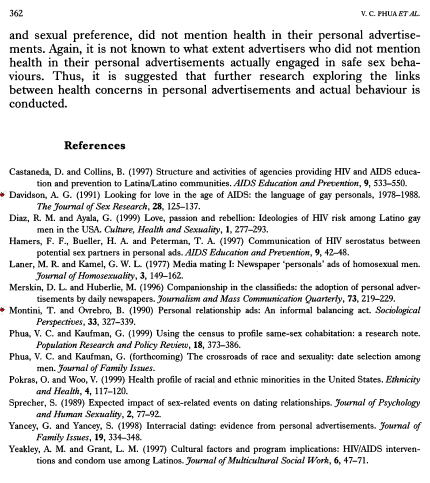 362
V. C. PHUA ET AL.
and sexual preference, did not mention health in their personal advertise-
ments. Again, it is not known to what extent advertisers who did not mention
health in their personal advertisements actually engaged in safe sex beha-
viours. Thus, it is suggested that further research exploring the links
between health concerns in personal advertisements and actual behaviour is
conducted.
References
Castaneda, D. and Collins, B. (1997) Structure and activities of agencies providing HIV and AIDS educa-
tion and prevention to Latina/Latino communities. AIDS Education and Prevention, 9, 533–550.
* Davidson, A. G. (1991) Looking for love in the age of AIDS: the language of gay personals, 1978–1988.
The Journal of Sex Research, 28, 125–137.
Diaz, R. M. and Ayala, G. (1999) Love, passion and rebellion: Ideologies of HIV risk among Latino gay
men in the USA. Culture, Health and Sexuality, 1, 277–293.
Hamers, F. F., Bueller, H. A. and Peterman, T. A. (1997) Communication of HIV serostatus between
potential sex partners in personal ads. AIDS Education and Prevention, 9, 42–48.
Laner, M. R. and Kamel, G. W. L. (1977) Media mating I: Newspaper 'personals' ads of homosexual men.
Journal of Homosexuality, 3, 149–162.
Merskin, D. L. and Huberlie, M. (1996) Companionship in the classifieds: the adoption of personal adver-
tisements by daily newspapers. Journalism and Mass Communication Quarterly, 73, 219–229.
* Montini, T. and Ovrebo, B. (1990) Personal relationship ads: An informal balancing act. Sociological
Perspectives, 33, 327–339.
Phua, V. C. and Kaufman, G. (1999) Using the census to profile same-sex cohabitation: a research note.
Population Research and Policy Review, 18, 373–386.
Phua, V. C. and Kaufman, G. (forthcoming) The crossroads of race and sexuality: date selection among
men. Journal of Family Issues.
Pokras, O. and Woo, V. (1999) Health profile of racial and ethnic minorities in the United States. Ethnicity
and Health, 4, 117–120.
Sprecher, S. (1989) Expected impact of sex-related events on dating relationships. Journal of Psychology
and Human Sexuality, 2, 77–92.
Yancey, G. and Yancey, S. (1998) Interracial dating: evidence from personal advertisements. Journal of
Family Issues, 19, 334–348.
Yeakley, A. M. and Grant, L. M. (1997) Cultural factors and program implications: HIV/AIDS interven-
tions and condom use among Latinos. Journal of Multicultural Social Work, 6, 47–71.